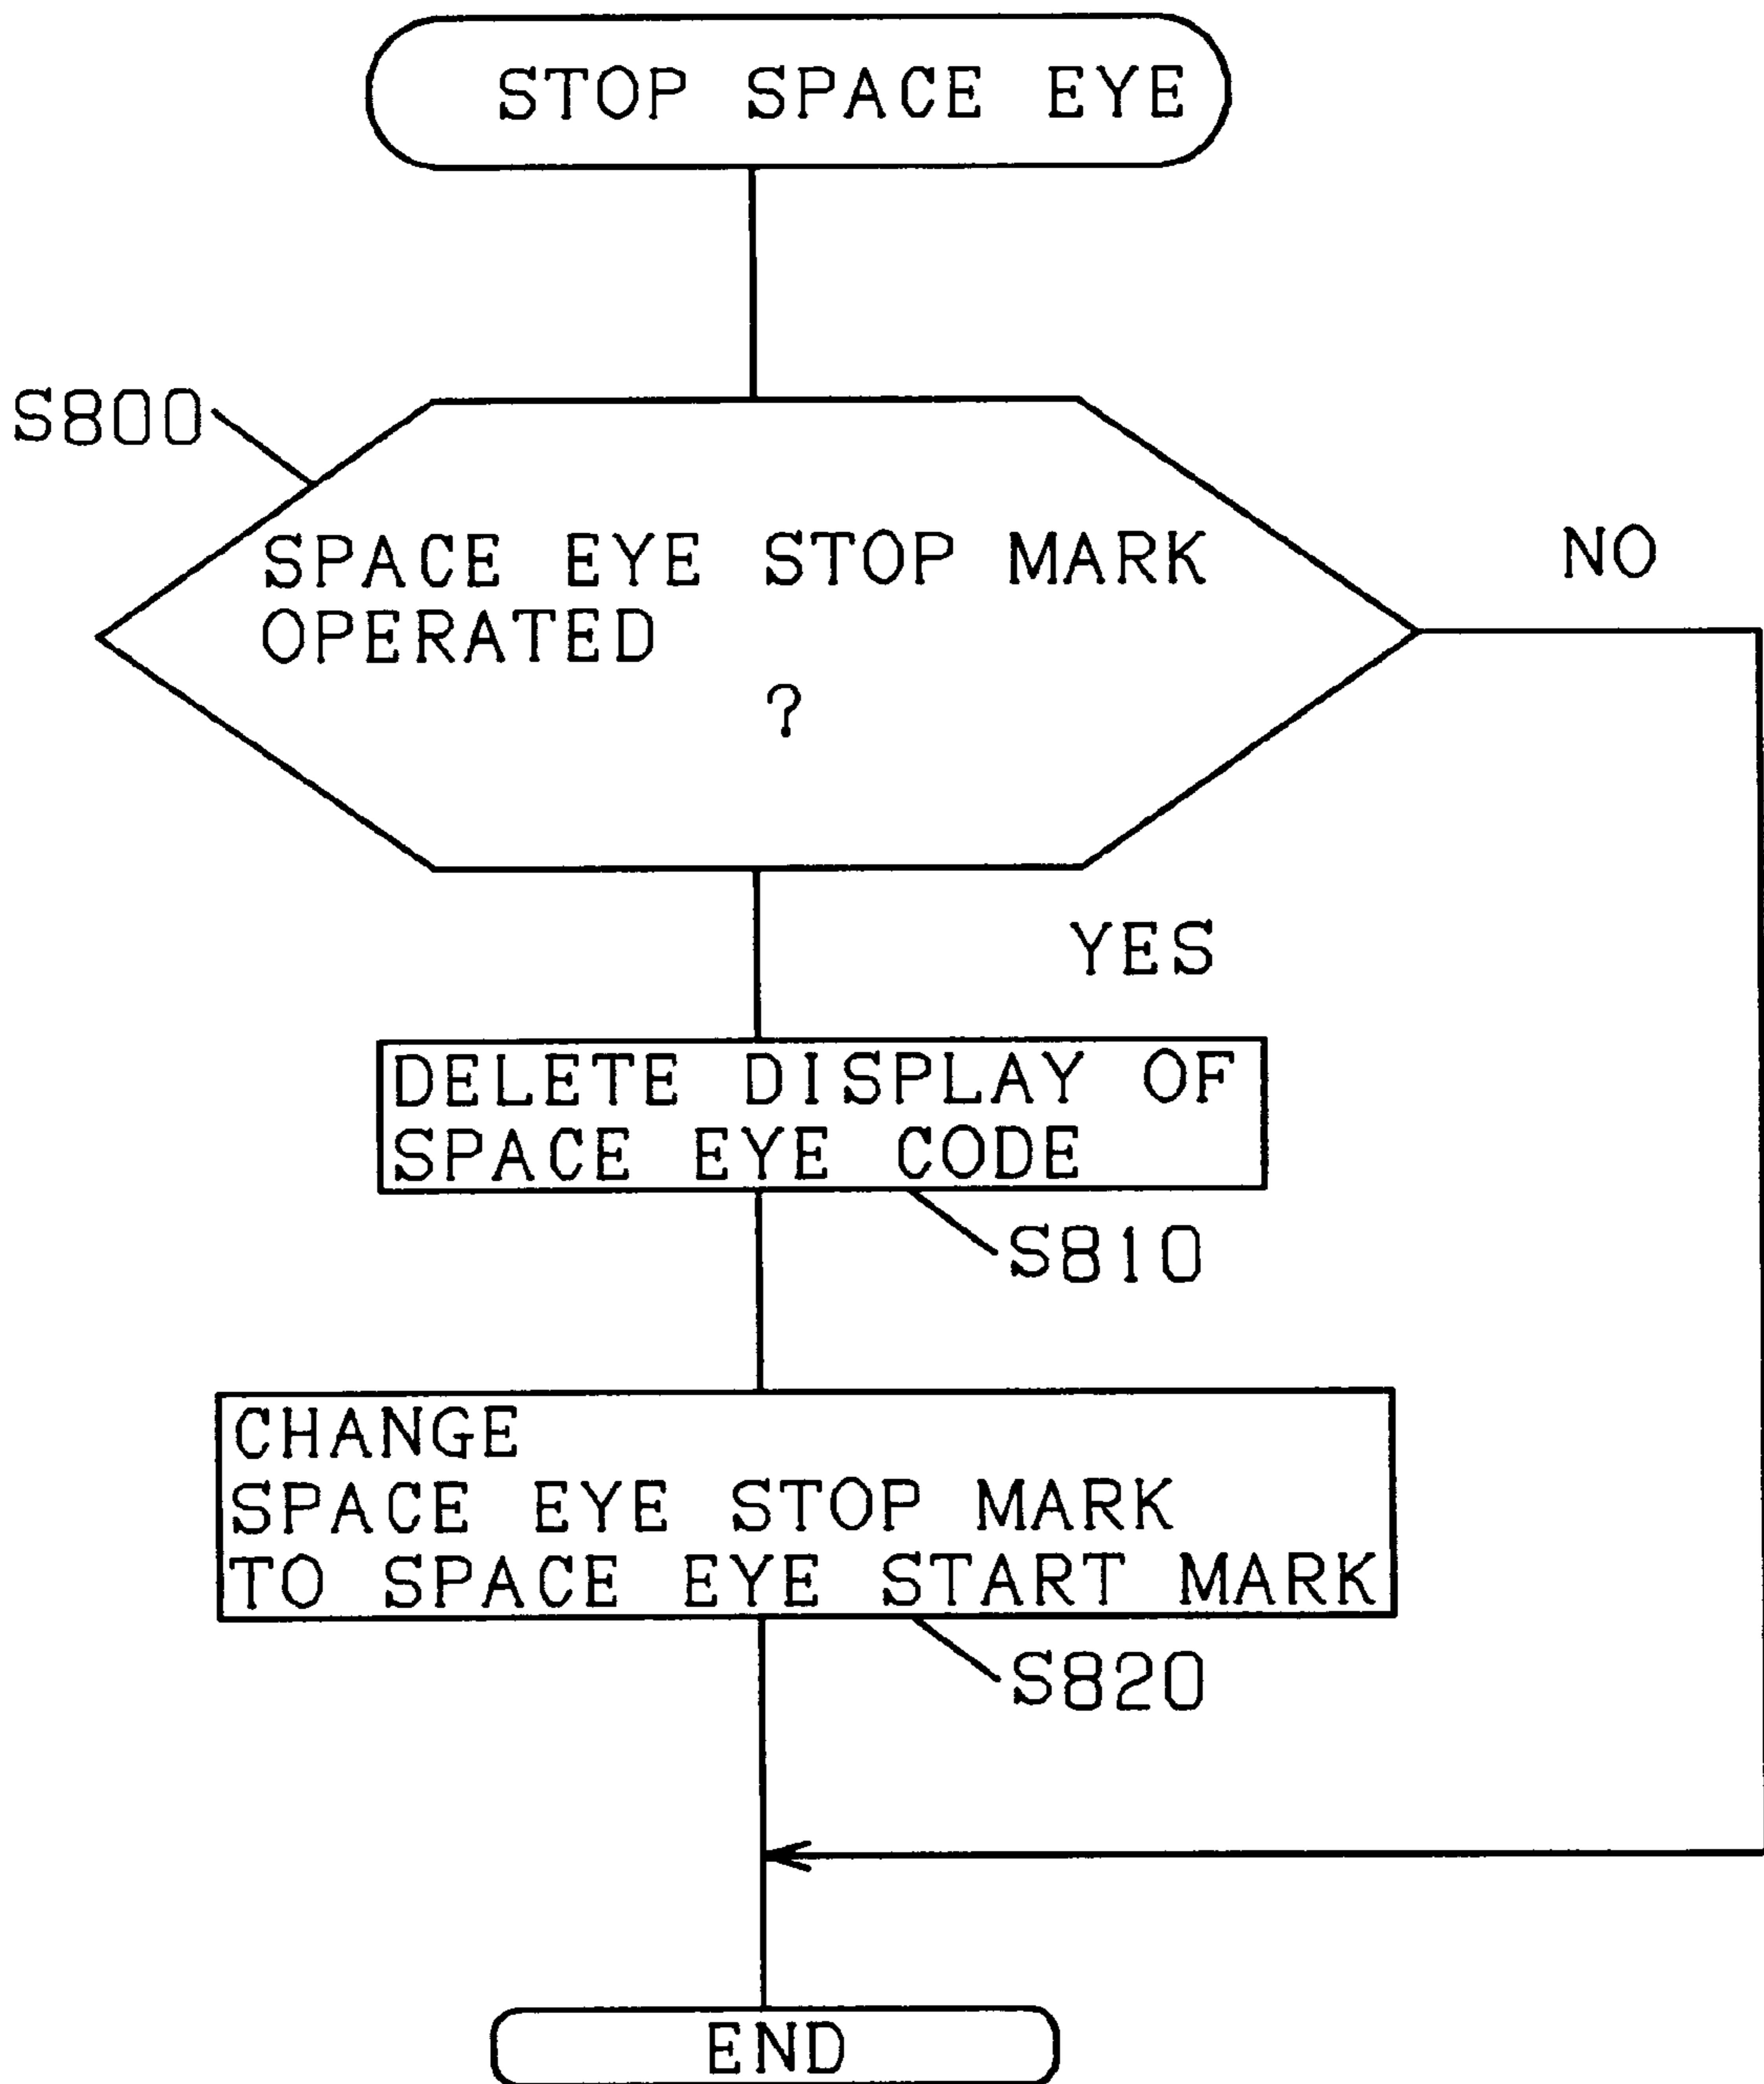 STOP SPACE EYE
S800
SPACE EYE STOP MARK
OPERATED
?
NO
YES
DELETE DISPLAY OF
SPACE EYE CODE
S810
CHANGE
SPACE EYE STOP MARK
TO SPACE EYE START MARK
S820
END